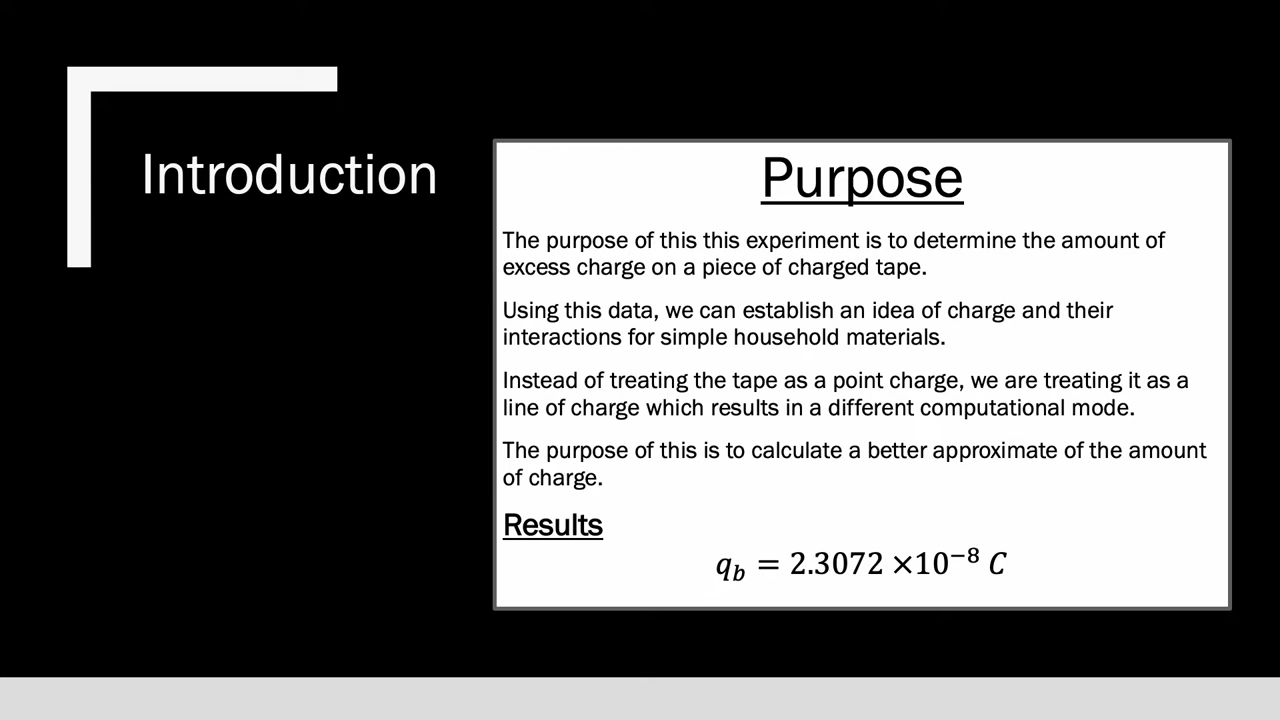 Introduction
Purpose
The purpose of this this experiment is to determine the amount of
excess charge on a piece of charged tape.
Using this data, we can establish an idea of charge and their
interactions for simple household materials.
Instead of treating the tape as a point charge, we are treating it as a
line of charge which results in a different computational mode.
The purpose of this is to calculate a better approximate of the amount
of charge.
Results
q_b = 2.3072 ×10⁻⁸ C